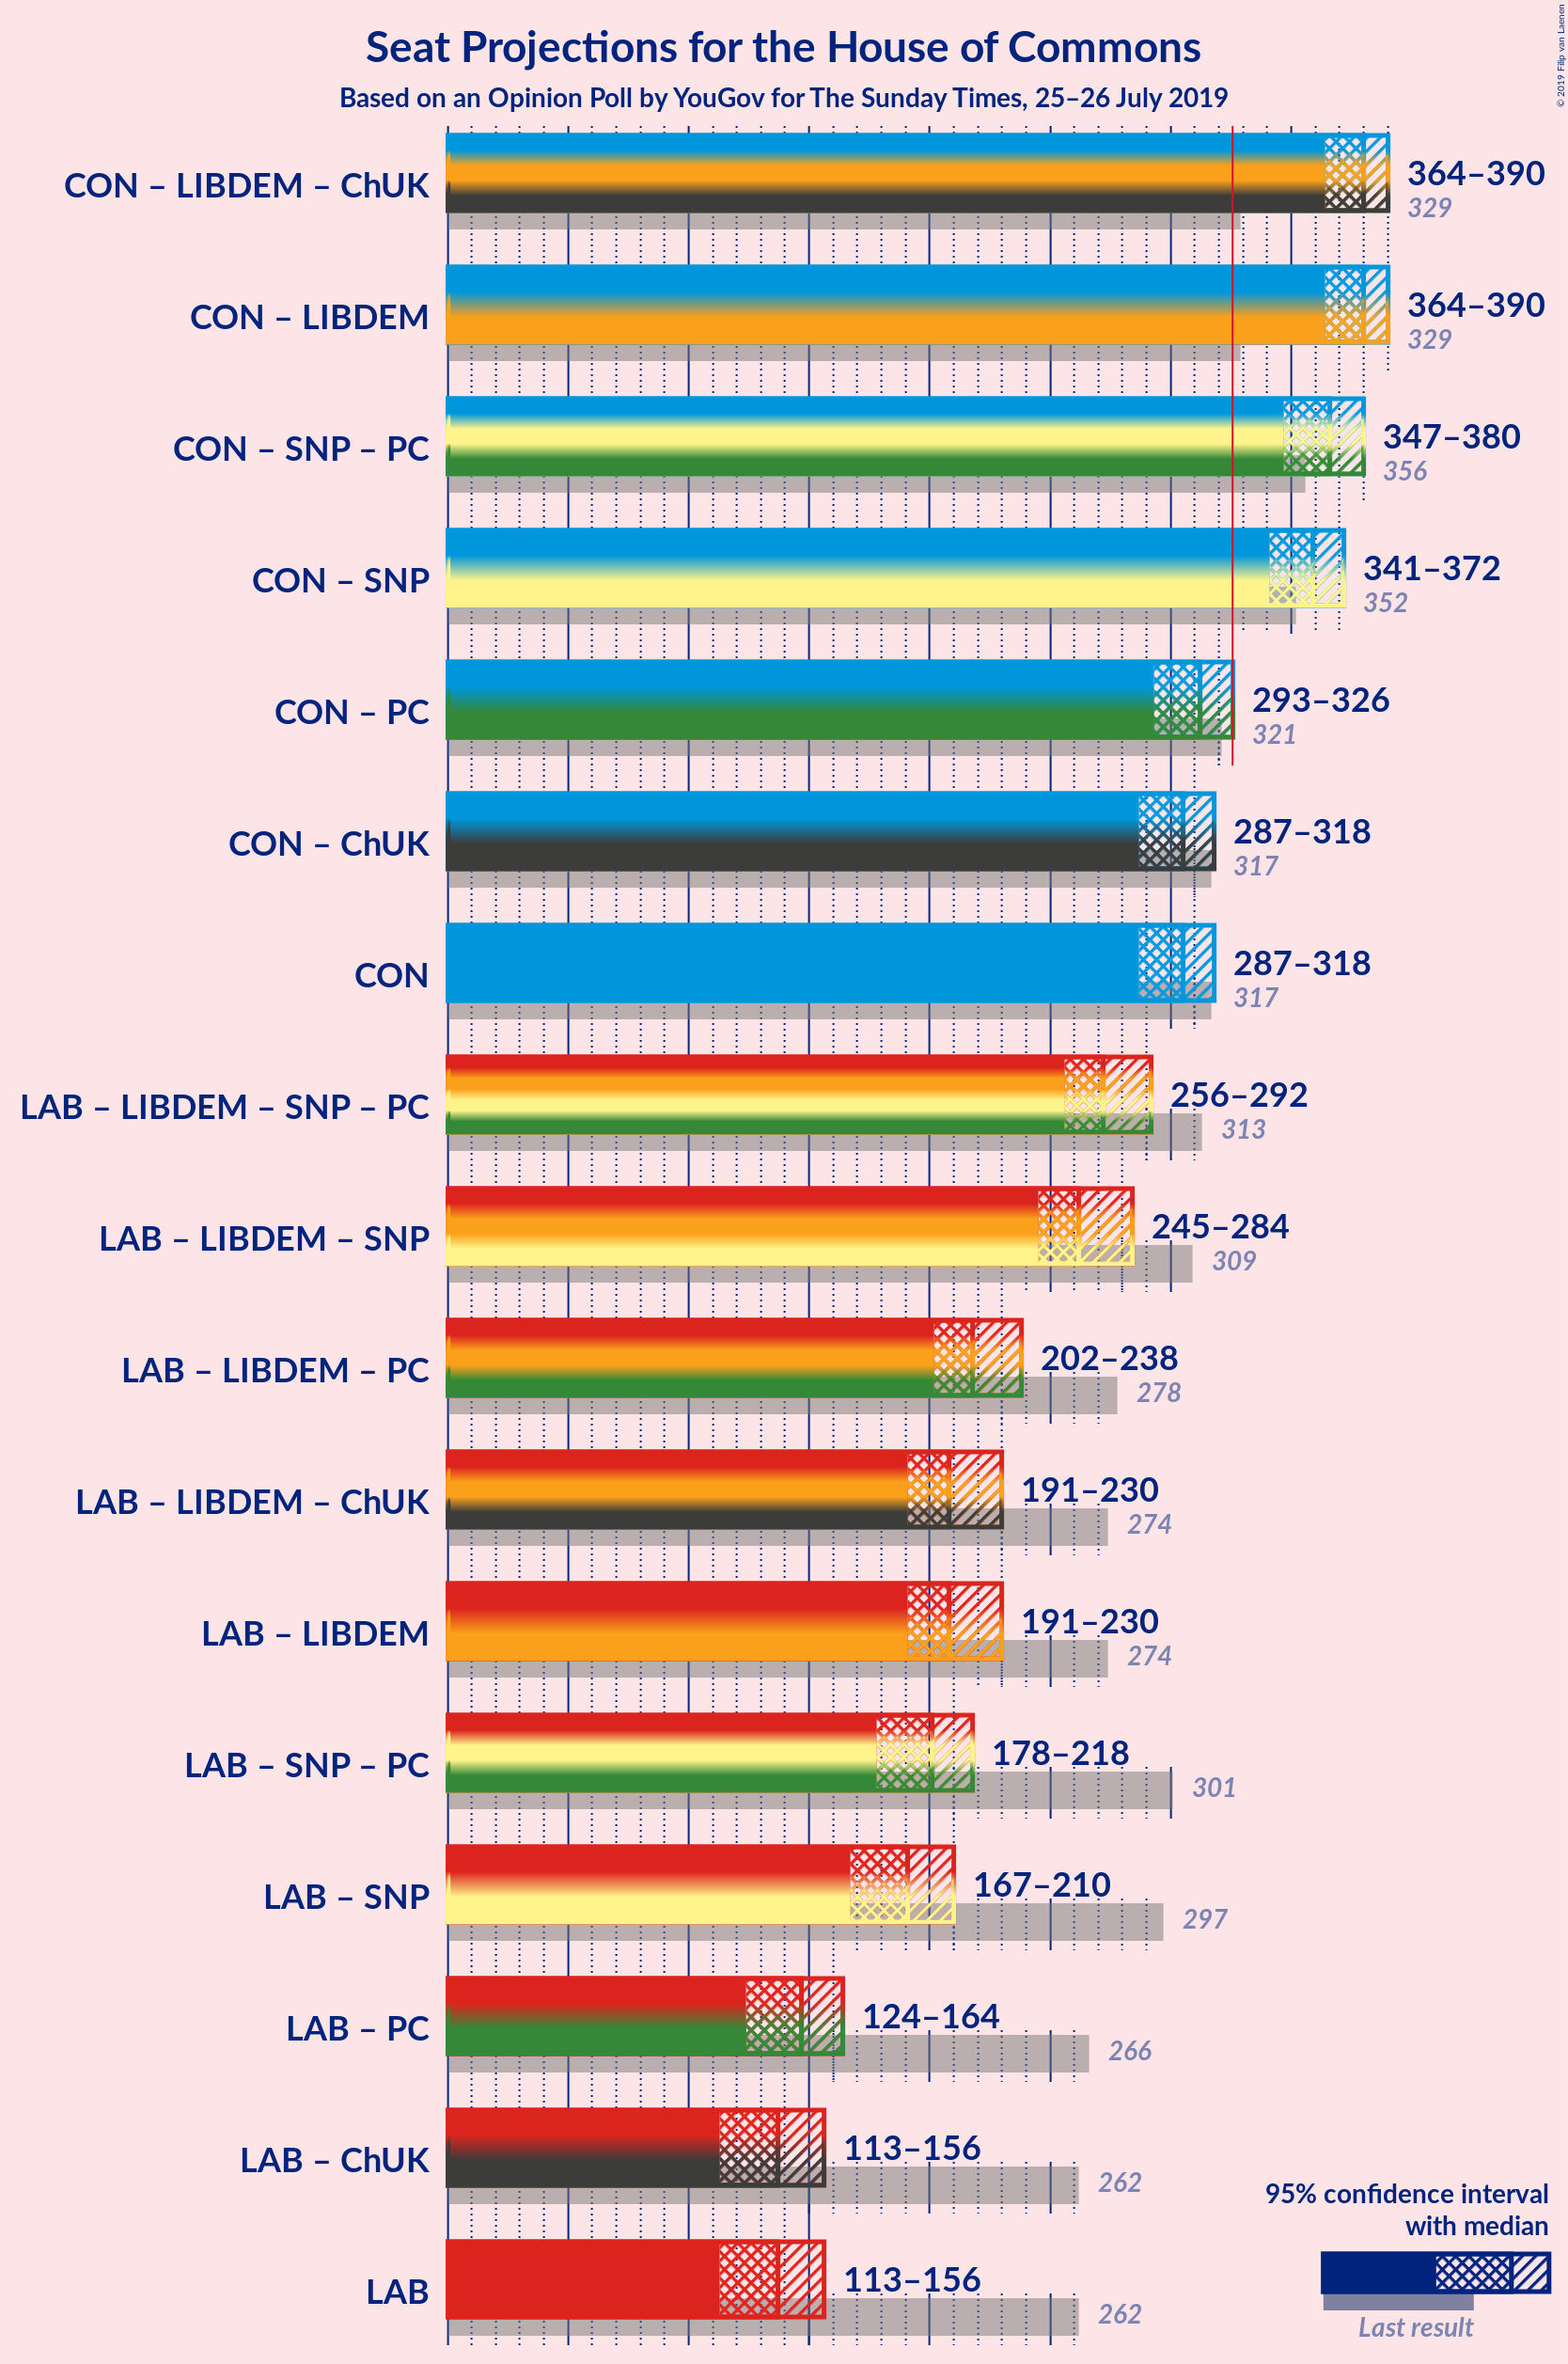 Seat Projections for the House of Commons
Based on an Opinion Poll by YouGov for The Sunday Times, 25–26 July 2019
© 2019 Filip van Laenen
CON – LIBDEM – ChUK
364–390
329
CON – LIBDEM
364–390
329
CON – SNP – PC
347–380
356
CON – SNP
341–372
352
CON – PC
293–326
321
CON – ChUK
287–318
317
CON
287–318
317
LAB – LIBDEM – SNP – PC
256–292
313
LAB – LIBDEM – SNP
245–284
309
LAB – LIBDEM – PC
202–238
278
LAB – LIBDEM – ChUK
191–230
274
LAB – LIBDEM
191–230
274
LAB – SNP – PC
178–218
301
LAB – SNP
167–210
297
LAB – PC
124–164
266
LAB – ChUK
113–156
262
LAB
113–156
262
95% confidence interval
with median
Last result